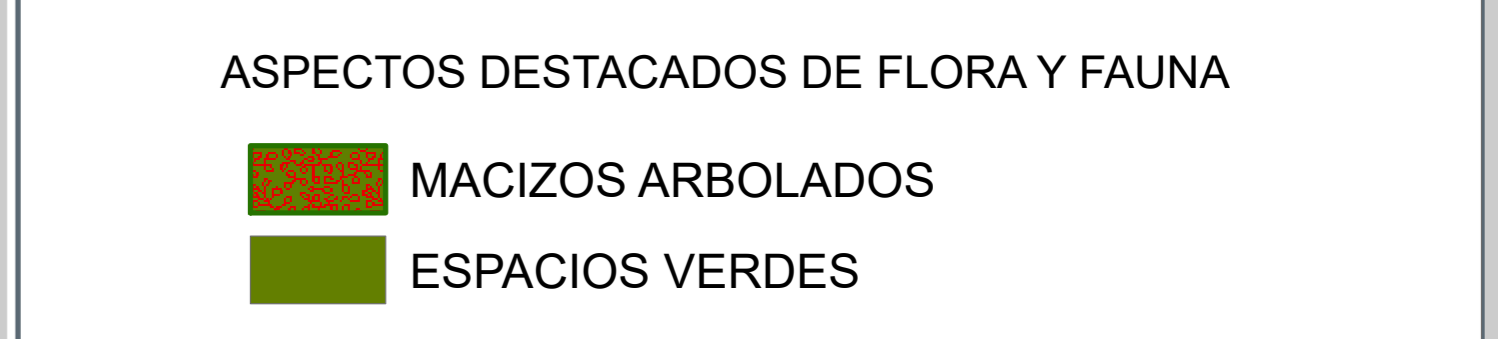 ASPECTOS DESTACADOS DE FLORA Y FAUNA
MACIZOS ARBOLADOS
ESPACIOS VERDES